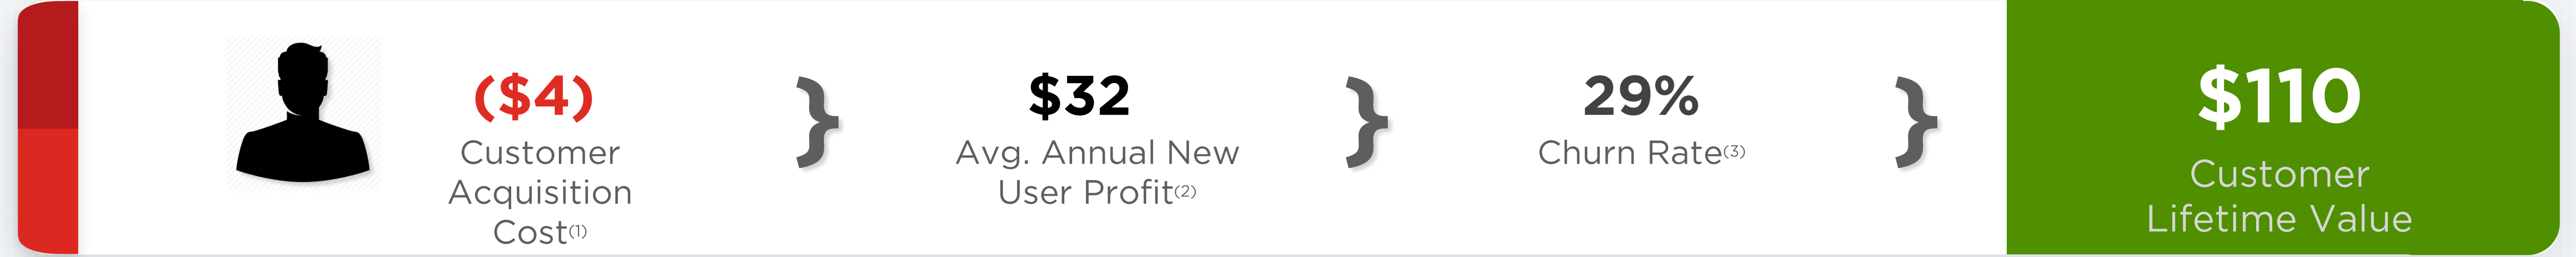 ($4)
Customer
Acquisition
Cost(1)
}
$32
Avg. Annual New
User Profit(2)
}
29%
Churn Rate(3)
}
$110
Customer
Lifetime Value